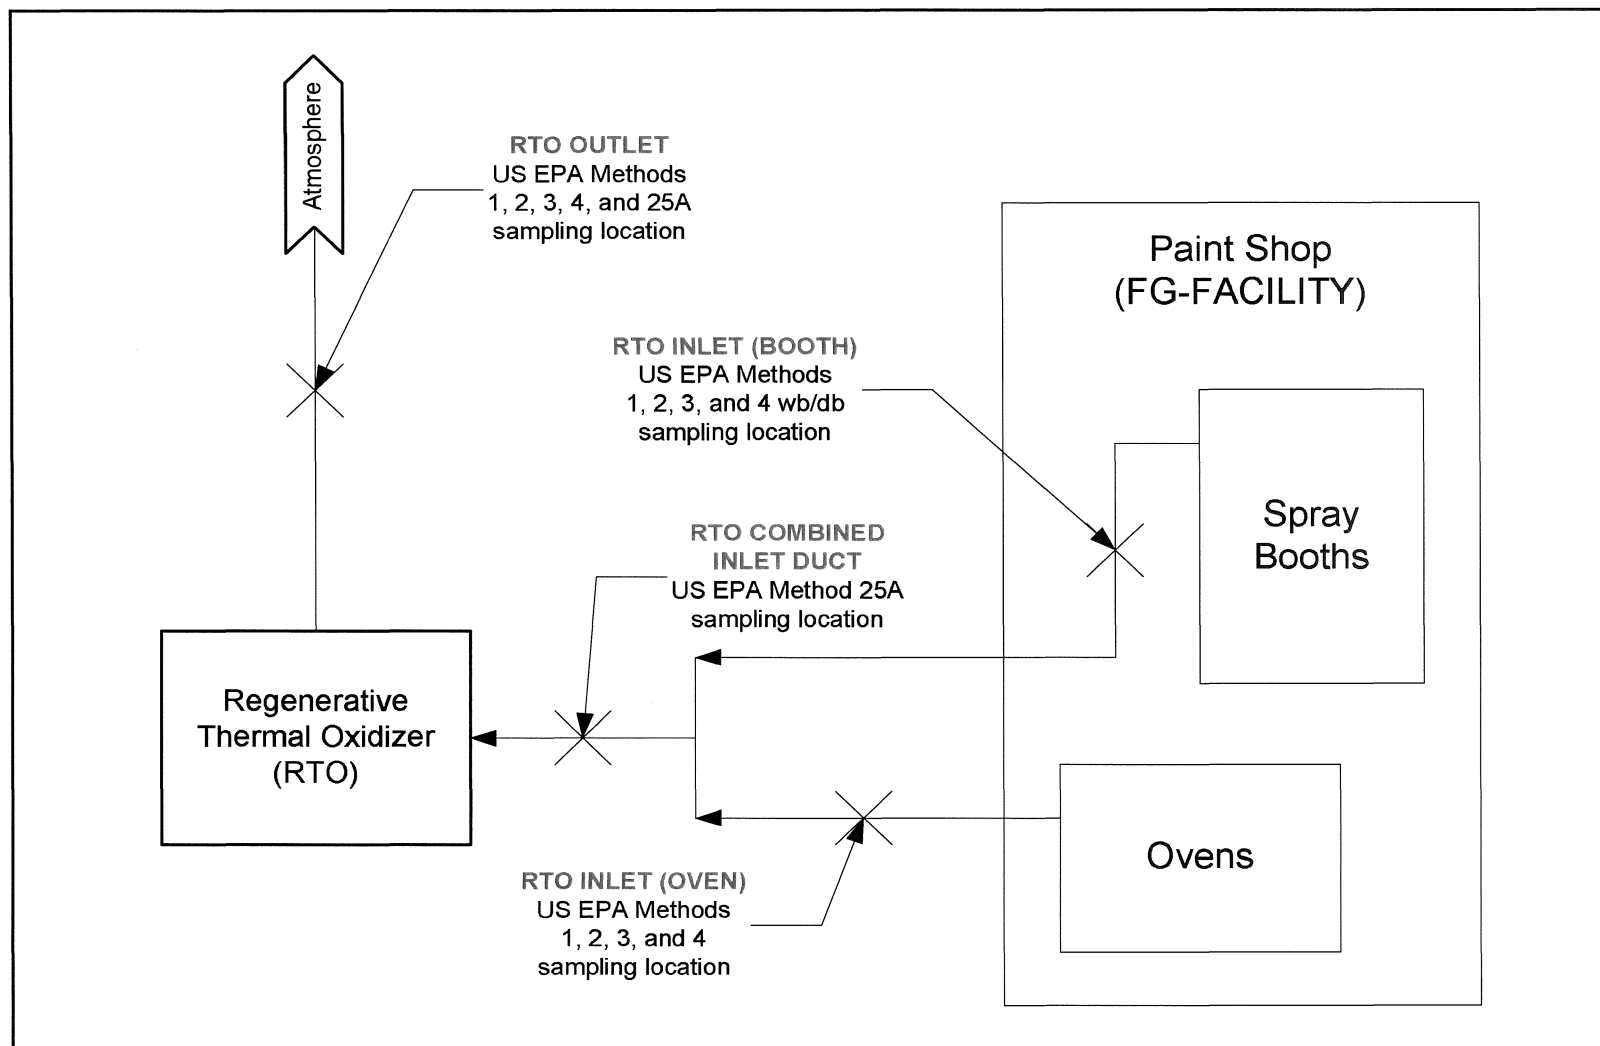 Atmosphere
RTO OUTLET
US EPA Methods
1, 2, 3, 4, and 25A
sampling location
Paint Shop
(FG-FACILITY)
RTO INLET (BOOTH)
US EPA Methods
1, 2, 3, and 4 wb/db
sampling location
Spray
Booths
RTO COMBINED
INLET DUCT
US EPA Method 25A
sampling location
Regenerative
Thermal Oxidizer
(RTO)
Ovens
RTO INLET (OVEN)
US EPA Methods
1, 2, 3, and 4
sampling location